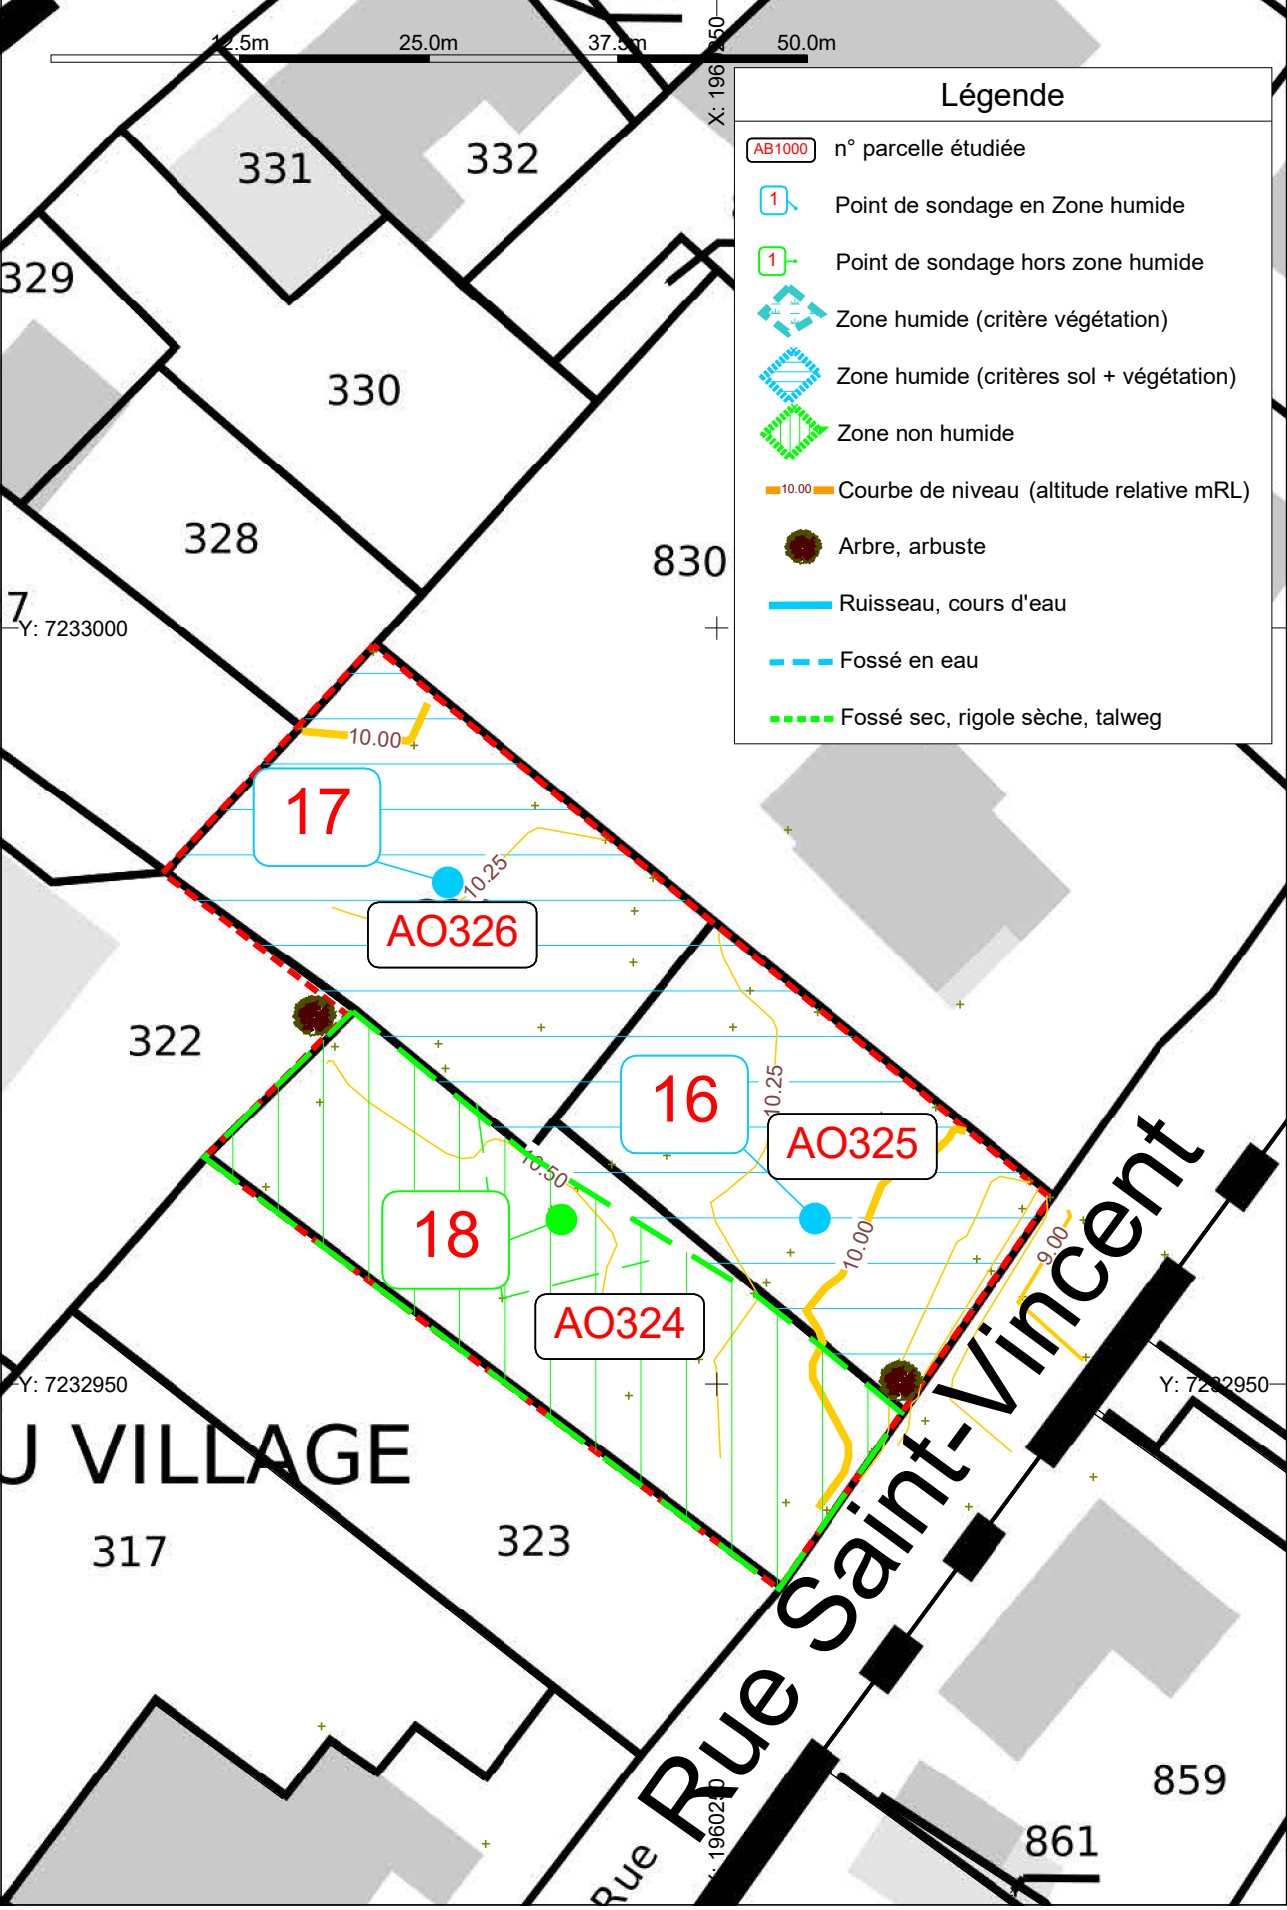 12.5m
25.0m
37.5m
50.0m
X: 1960250
Légende
AB1000 n° parcelle étudiée
1 Point de sondage en Zone humide
1 Point de sondage hors zone humide
Zone humide (critère végétation)
Zone humide (critères sol + végétation)
Zone non humide
10.00 Courbe de niveau (altitude relative mRL)
Arbre, arbuste
Ruisseau, cours d'eau
Fossé en eau
Fossé sec, rigole sèche, talweg
331
332
329
330
328
830
7
Y: 7233000
10.00
17
10.25
AO326
322
16
10.25
AO325
10.50
18
10.00
9.00
AO324
Y: 7232950
Y: 7232950
U VILLAGE
317
323
Rue Saint-Vincent
Rue
: 1960250
859
861